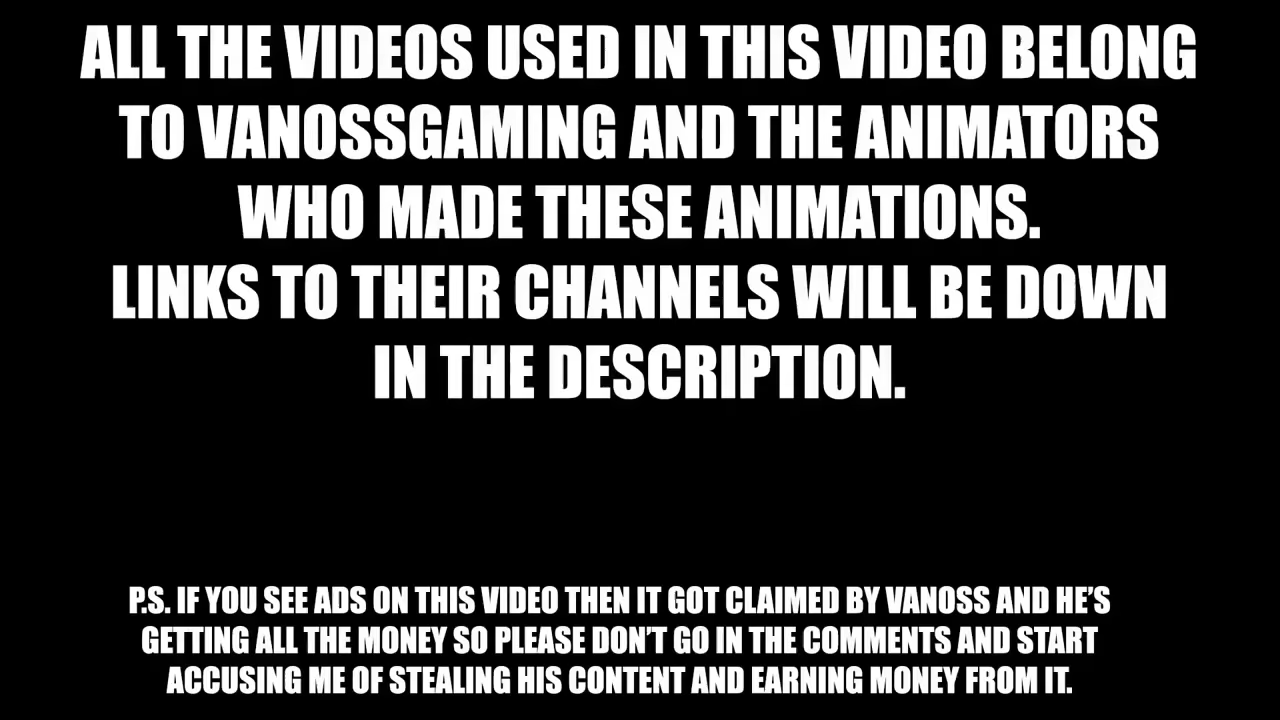 ALL THE VIDEOS USED IN THIS VIDEO BELONG
TO VANOSSGAMING AND THE ANIMATORS
WHO MADE THESE ANIMATIONS.
LINKS TO THEIR CHANNELS WILL BE DOWN
IN THE DESCRIPTION.
P.S. IF YOU SEE ADS ON THIS VIDEO THEN IT GOT CLAIMED BY VANOSS AND HE'S
GETTING ALL THE MONEY SO PLEASE DON'T GO IN THE COMMENTS AND START
ACCUSING ME OF STEALING HIS CONTENT AND EARNING MONEY FROM IT.